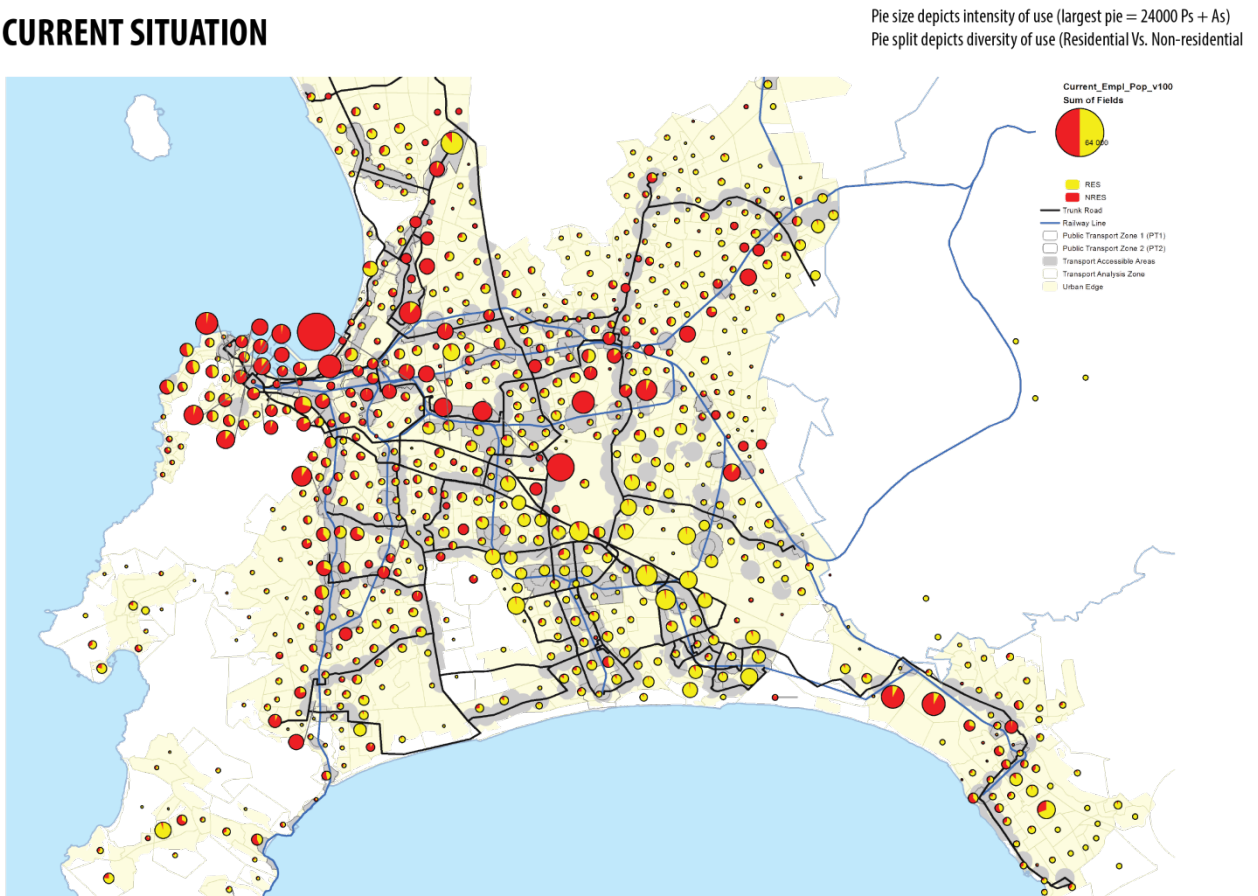 CURRENT SITUATION
Pie size depicts intensity of use (largest pie = 24000 Ps + As)
Pie split depicts diversity of use (Residential Vs. Non-residential
Current_Empl_Pop_v100
Sum of Fields
64 000
RES
NRES
Trunk Road
Railway Line
Public Transport Zone 1 (PT1)
Public Transport Zone 2 (PT2)
Transport Accessible Areas
Transport Analysis Zone
Urban Edge